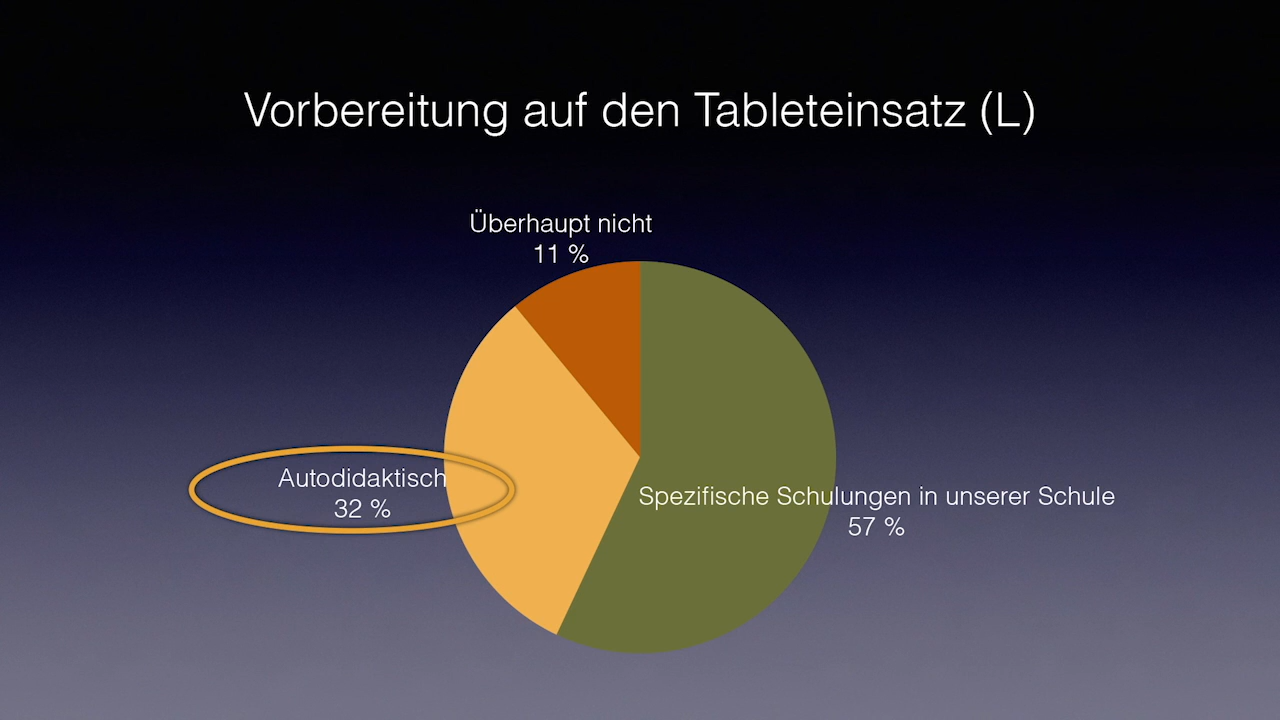 Vorbereitung auf den Tableteinsatz (L)
Überhaupt nicht
11 %
Autodidaktisch
32 %
Spezifische Schulungen in unserer Schule
57 %